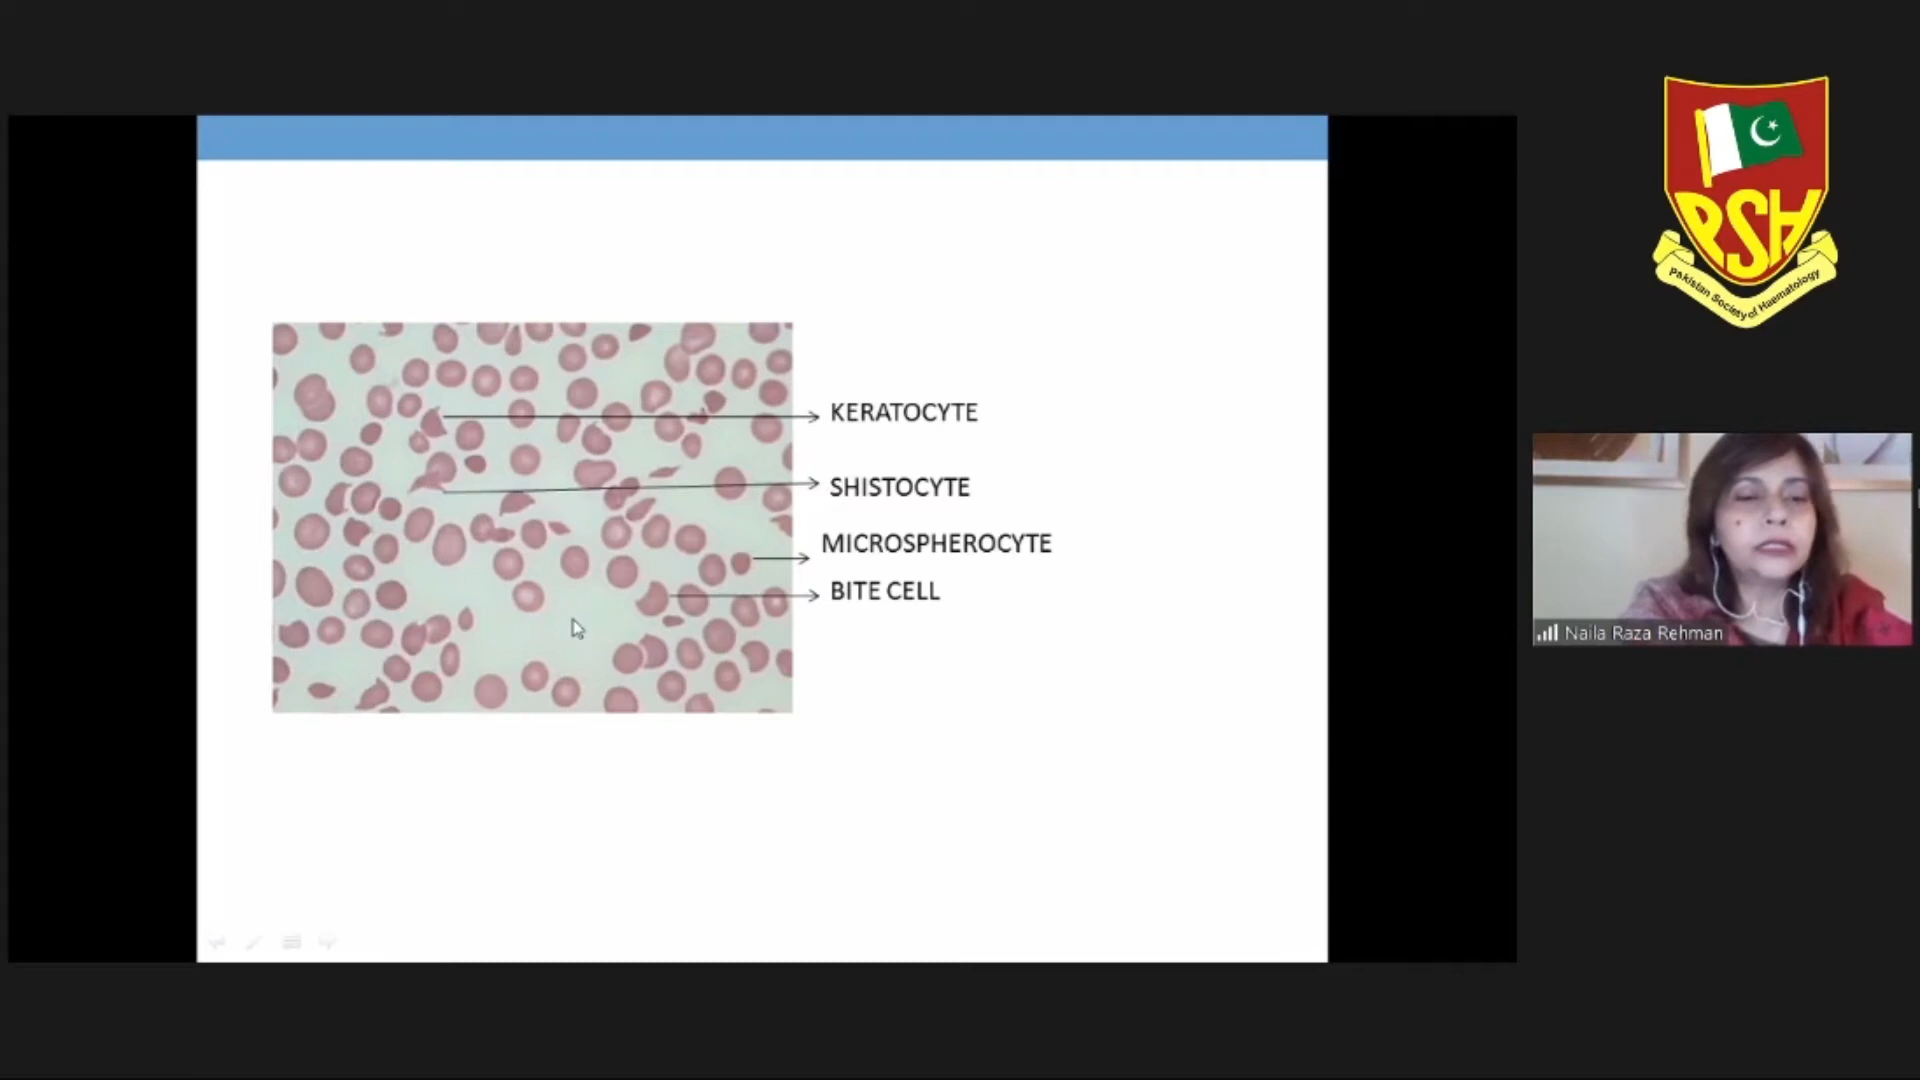 PSH
Pakistan Society of Haematology
KERATOCYTE
SHISTOCYTE
MICROSPHEROCYTE
BITE CELL
Naila Raza Rehman